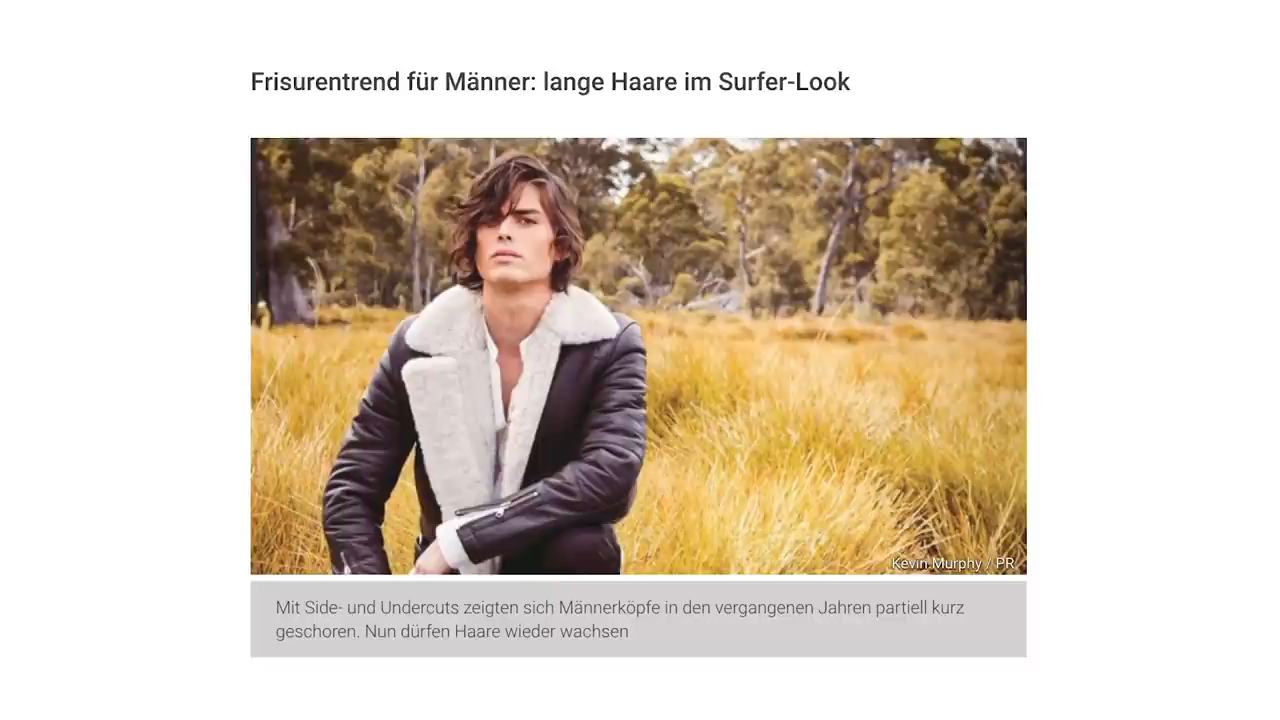 Frisurentrend für Männer: lange Haare im Surfer-Look
Kevin.Murphy / PR
Mit Side- und Undercuts zeigten sich Männerköpfe in den vergangenen Jahren partiell kurz
geschoren. Nun dürfen Haare wieder wachsen